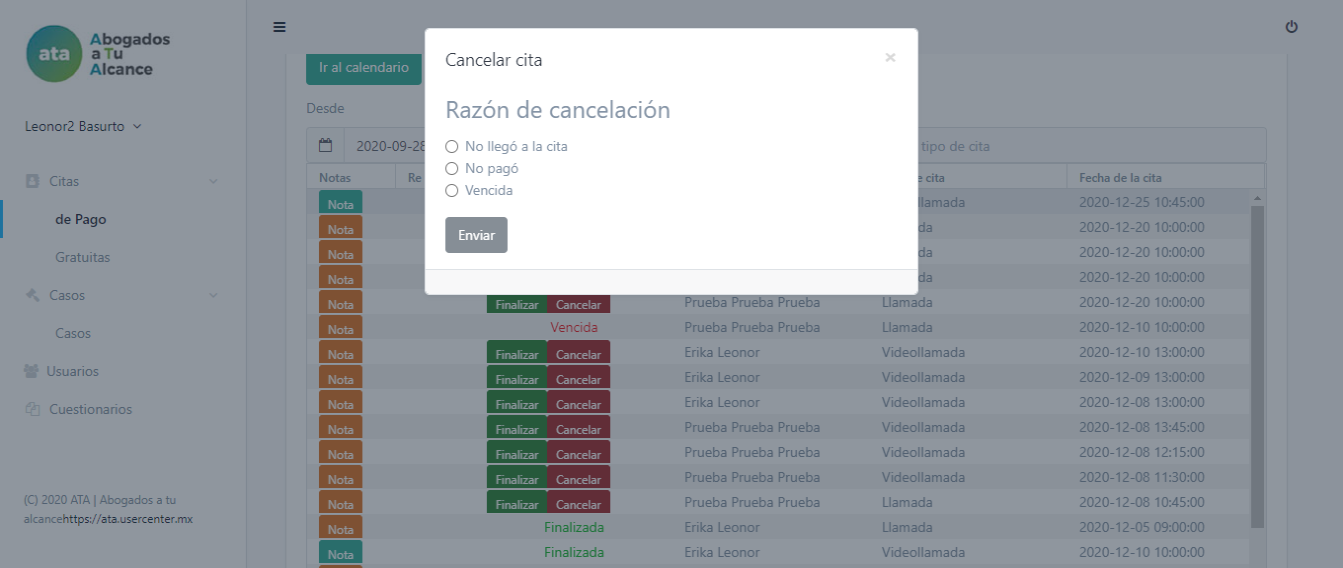 ata
Abogados
a Tu
Alcance
Leonor2 Basurto
Citas
de Pago
Gratuitas
Casos
Casos
Usuarios
Cuestionarios
(C) 2020 ATA | Abogados a tu
alcancehttps://ata.usercenter.mx
Ir al calendario
Desde
2020-09-28
tipo de cita
Cancelar cita
×
Razón de cancelación
No llegó a la cita
No pagó
Vencida
Enviar
Notas Re e cita Fecha de la cita
Nota llamada 2020-12-25 10:45:00
Nota da 2020-12-20 10:00:00
Nota da 2020-12-20 10:00:00
Nota da 2020-12-20 10:00:00
Nota Finalizar Cancelar Prueba Prueba Prueba Llamada 2020-12-20 10:00:00
Nota Vencida Prueba Prueba Prueba Llamada 2020-12-10 10:00:00
Nota Finalizar Cancelar Erika Leonor Videollamada 2020-12-10 13:00:00
Nota Finalizar Cancelar Erika Leonor Videollamada 2020-12-09 13:00:00
Nota Finalizar Cancelar Erika Leonor Videollamada 2020-12-08 13:00:00
Nota Finalizar Cancelar Prueba Prueba Prueba Videollamada 2020-12-08 13:45:00
Nota Finalizar Cancelar Prueba Prueba Prueba Videollamada 2020-12-08 12:15:00
Nota Finalizar Cancelar Prueba Prueba Prueba Videollamada 2020-12-08 11:30:00
Nota Finalizar Cancelar Prueba Prueba Prueba Llamada 2020-12-08 10:45:00
Nota Finalizada Erika Leonor Llamada 2020-12-05 09:00:00
Nota Finalizada Erika Leonor Videollamada 2020-12-10 10:00:00